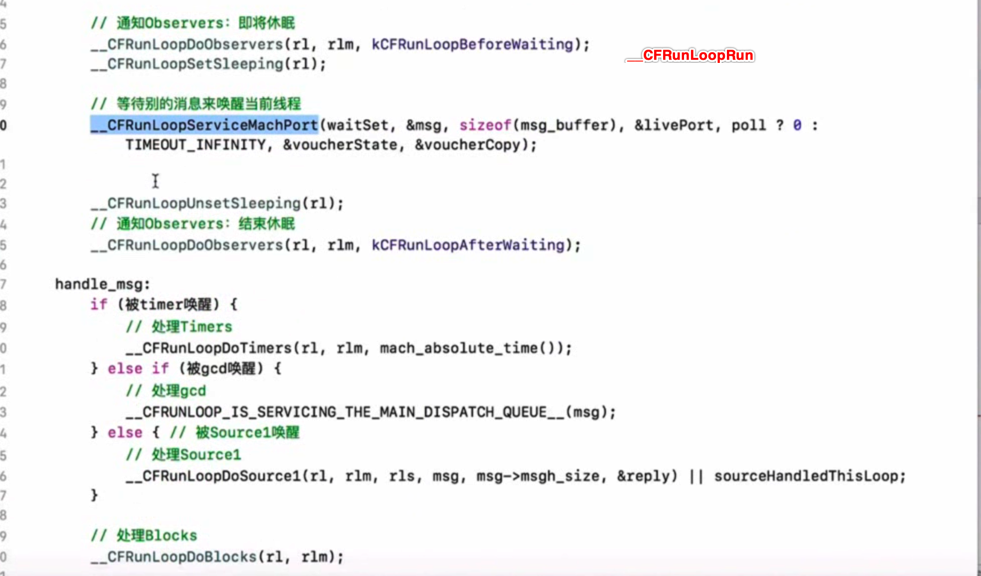 4
5 // 通知Observers：即将休眠
6 __CFRunLoopDoObservers(rl, rlm, kCFRunLoopBeforeWaiting);
__CFRunLoopRun
7 __CFRunLoopSetSleeping(rl);
8
9 // 等待别的消息来唤醒当前线程
0 __CFRunLoopServiceMachPort(waitSet, &msg, sizeof(msg_buffer), &livePort, poll ? 0 :
TIMEOUT_INFINITY, &voucherState, &voucherCopy);
1
2
3 __CFRunLoopUnsetSleeping(rl);
4 // 通知Observers：结束休眠
5 __CFRunLoopDoObservers(rl, rlm, kCFRunLoopAfterWaiting);
6
7 handle_msg:
8 if (被timer唤醒) {
9 // 处理Timers
0 __CFRunLoopDoTimers(rl, rlm, mach_absolute_time());
1 } else if (被gcd唤醒) {
2 // 处理gcd
3 __CFRUNLOOP_IS_SERVICING_THE_MAIN_DISPATCH_QUEUE__(msg);
4 } else { // 被Source1唤醒
5 // 处理Source1
6 __CFRunLoopDoSource1(rl, rlm, rls, msg, msg->msgh_size, &reply) || sourceHandledThisLoop;
7 }
8
9 // 处理Blocks
0 __CFRunLoopDoBlocks(rl, rlm);